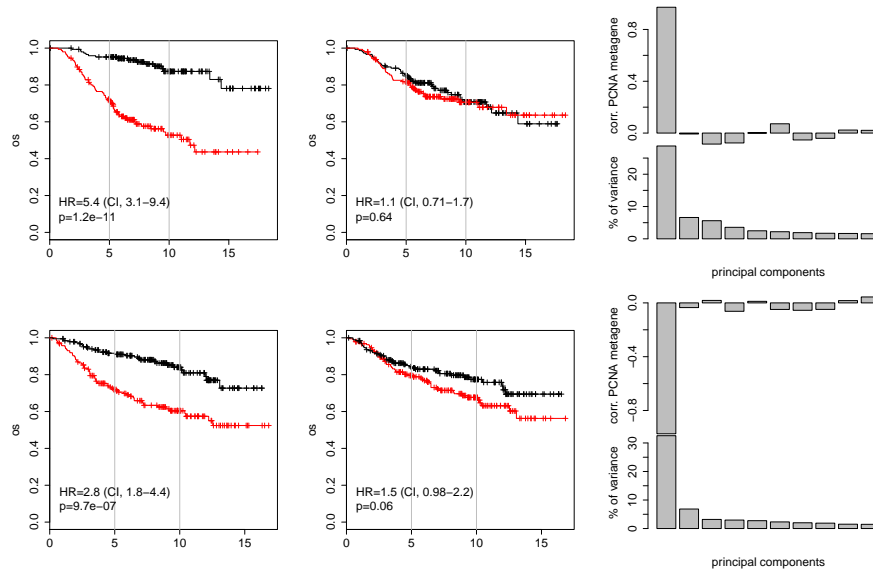 os
1.0
0.8
0.6
0.4
0.2
0.0
HR=5.4 (CI, 3.1−9.4)
p=1.2e−11
0 5 10 15
1.0
0.8
0.6
0.4
0.2
0.0
HR=1.1 (CI, 0.71−1.7)
p=0.64
0 5 10 15
corr. PCNA metagene
0.8
0.4
0.0
% of variance
20
10
0
principal components
os
1.0
0.8
0.6
0.4
0.2
0.0
HR=2.8 (CI, 1.8−4.4)
p=9.7e−07
0 5 10 15
1.0
0.8
0.6
0.4
0.2
0.0
HR=1.5 (CI, 0.98−2.2)
p=0.06
0 5 10 15
corr. PCNA metagene
0.0
−0.4
−0.8
% of variance
30
20
10
0
principal components